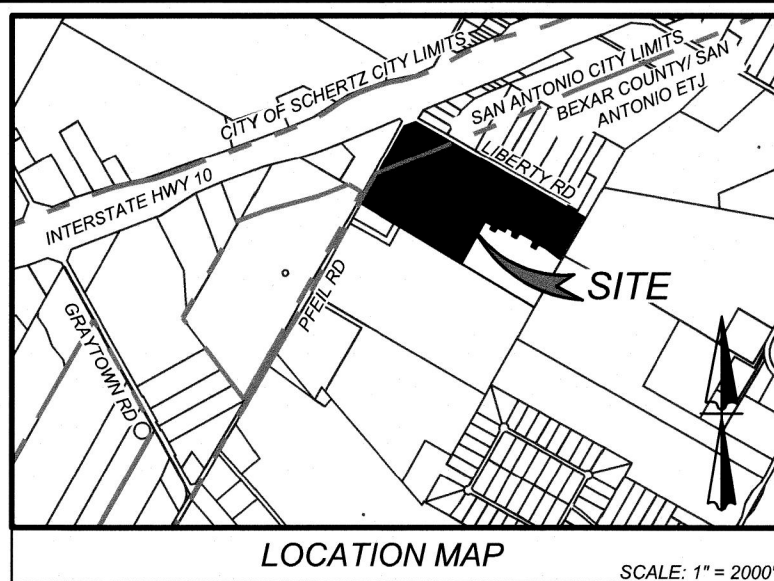 CITY OF SCHERTZ CITY LIMITS
SAN ANTONIO CITY LIMITS
BEXAR COUNTY/ SAN
ANTONIO ETJ
LIBERTY RD
INTERSTATE HWY 10
PFEIL RD
SITE
GRAYTOWN RD
LOCATION MAP
SCALE: 1" = 2000'